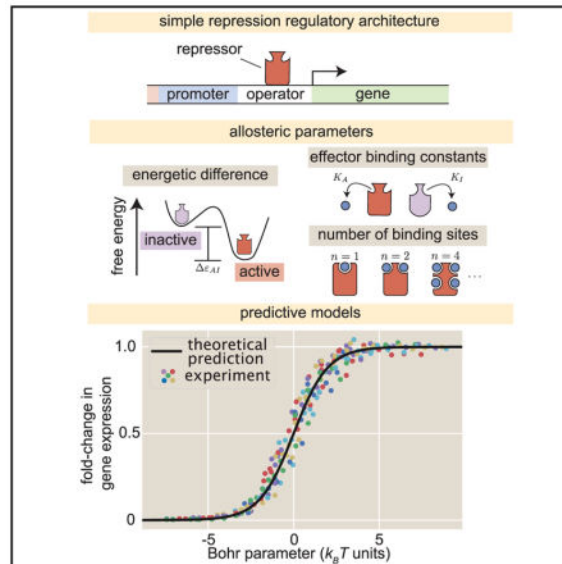 simple repression regulatory architecture
repressor
promoter operator gene
allosteric parameters
energetic difference
effector binding constants
K_A K_I
free energy
inactive
Δε_AI
active
number of binding sites
n = 1 n = 2 n = 4 ...
predictive models
fold-change in
gene expression
1.0
0.5
0
theoretical
prediction
experiment
-5 0 5
Bohr parameter (k_BT units)